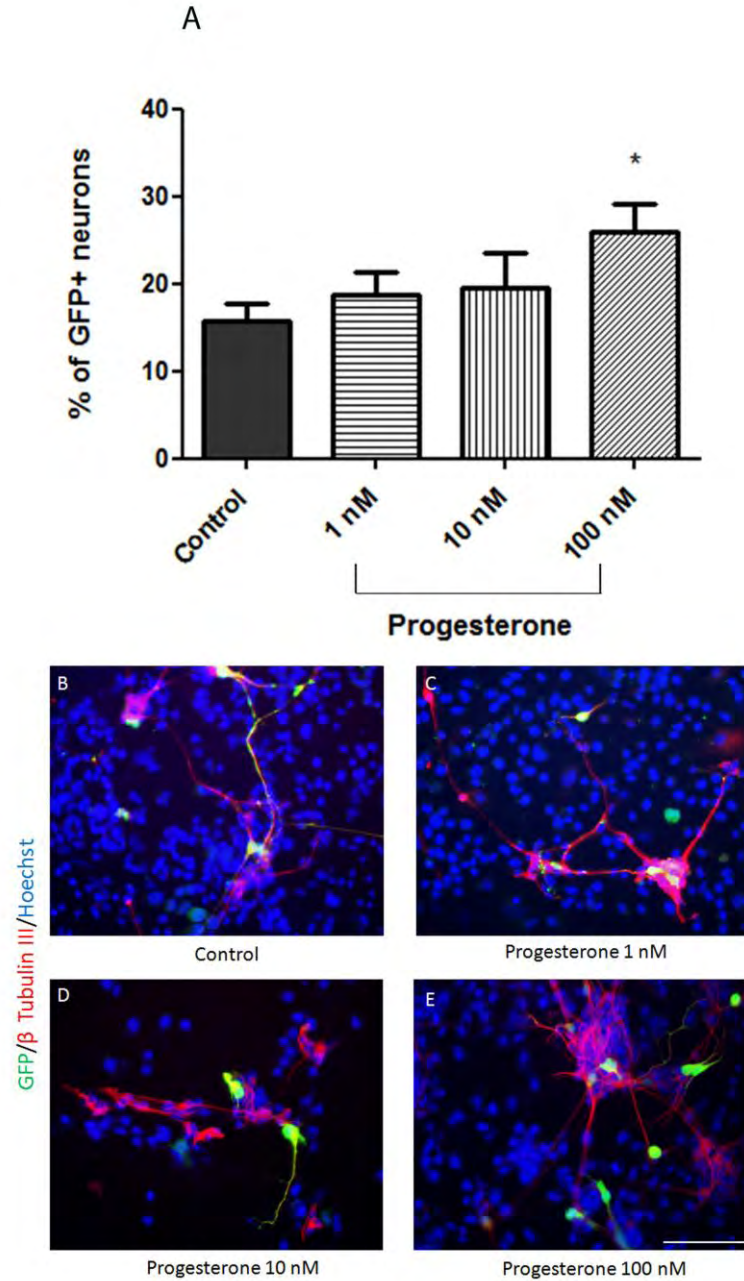 A
% of GFP+ neurons
40
30
20
10
0
*
Control
1 nM
10 nM
100 nM
Progesterone
GFP/β Tubulin III/Hoechst
B
Control
C
Progesterone 1 nM
D
Progesterone 10 nM
E
Progesterone 100 nM